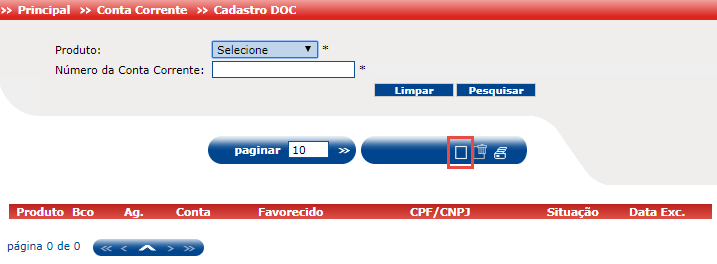 >> Principal >> Conta Corrente >> Cadastro DOC
Produto: Selecione *
Número da Conta Corrente: *
Limpar Pesquisar
paginar 10 >>
Produto Bco Ag. Conta Favorecido CPF/CNPJ Situação Data Exc.
página 0 de 0 << < > >>